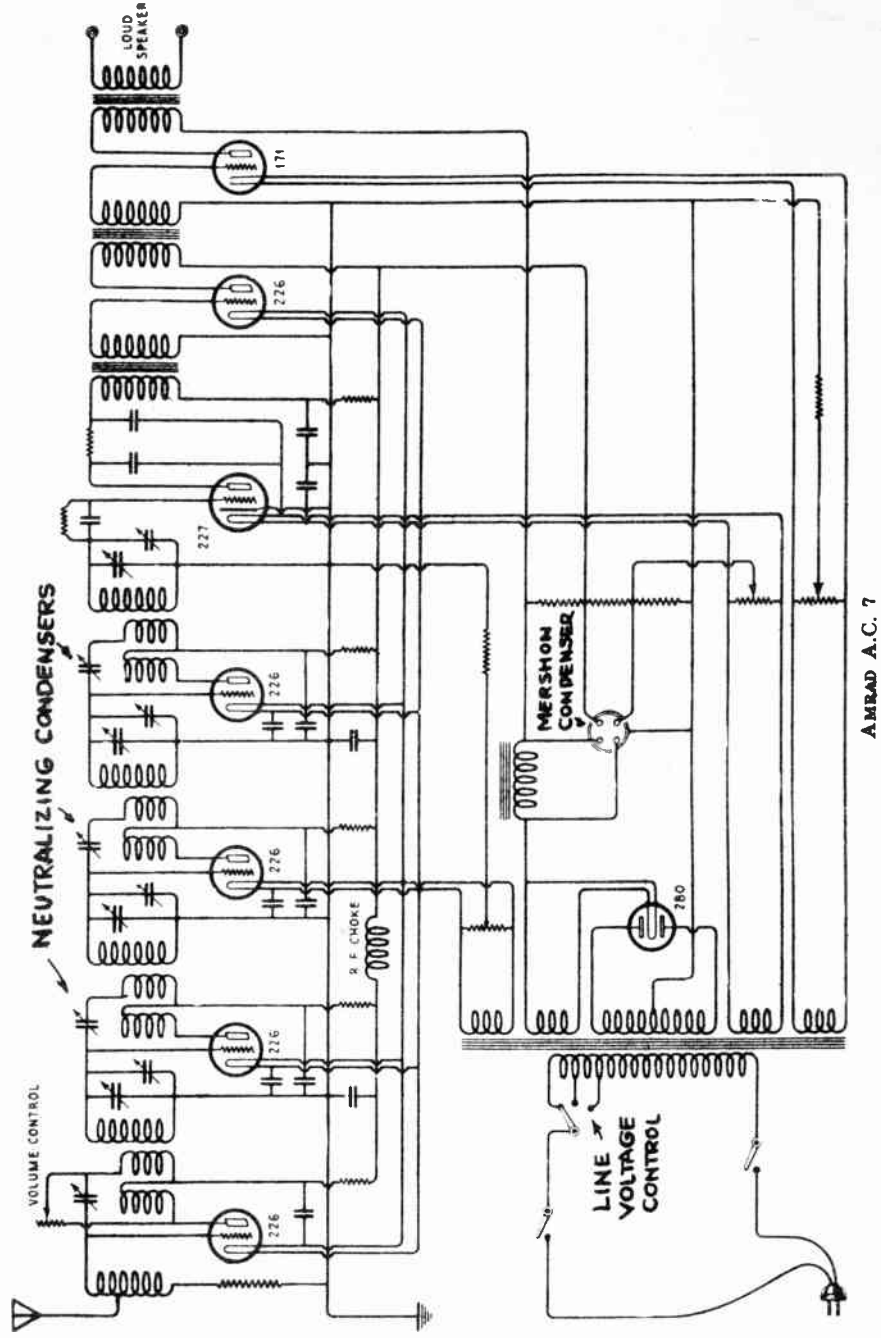 LOUD
SPEAKER
171
226
227
NEUTRALIZING CONDENSERS
226
226
226
VOLUME CONTROL
226
R F CHOKE
MERSHON
CONDENSER
280
LINE
VOLTAGE
CONTROL
AMRAD A.C. 7